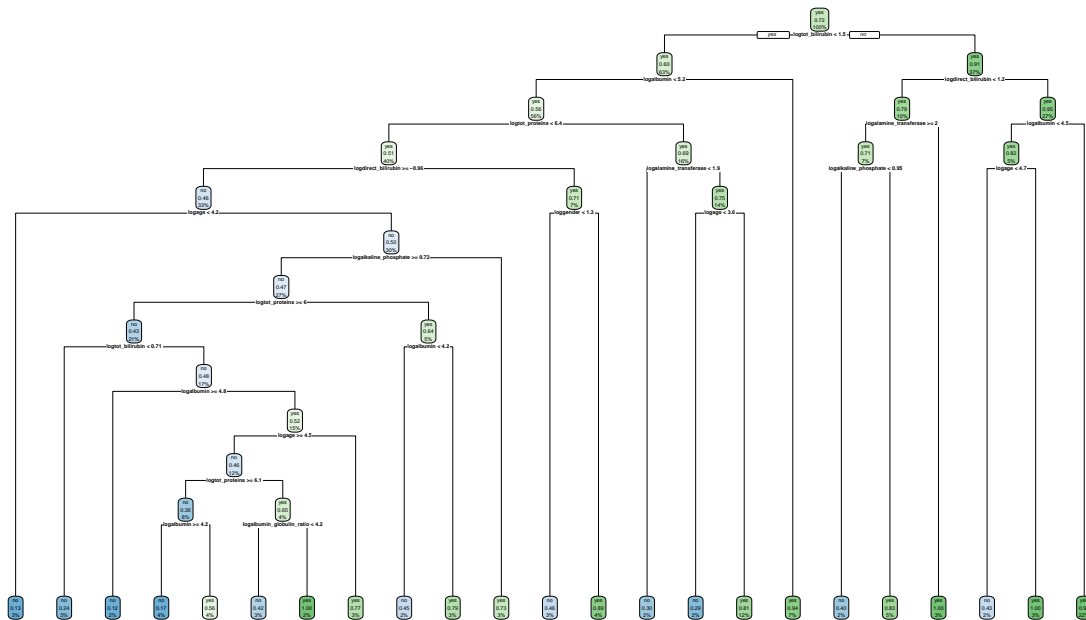 yes
0.72
100%
yes logtot_bilirubin < 1.5 no
yes
0.60
63%
logalbumin < 5.2
yes
0.91
37%
logdirect_bilirubin < 1.2
yes
0.56
56%
logtot_proteins < 6.4
yes
0.79
10%
logalamine_transferase >= 2
yes
0.95
27%
logalbumin < 4.5
yes
0.51
40%
logdirect_bilirubin >= -0.96
yes
0.69
16%
logalamine_transferase < 1.9
yes
0.71
7%
logalkaline_phosphate < 0.95
yes
0.82
5%
logage < 4.7
no
0.46
33%
logage < 4.2
yes
0.71
7%
loggender < 1.3
yes
0.75
14%
logage < 3.6
no
0.50
30%
logalkaline_phosphate >= 0.72
no
0.47
27%
logtot_proteins >= 6
no
0.43
21%
logtot_bilirubin < 0.71
yes
0.64
5%
logalbumin < 4.2
no
0.48
17%
logalbumin >= 4.8
yes
0.52
15%
logage >= 4.5
no
0.46
12%
logtot_proteins >= 6.1
no
0.36
8%
logalbumin >= 4.2
yes
0.65
4%
logalbumin_globulin_ratio < 4.2
no
0.13
3%
no
0.24
5%
no
0.12
2%
no
0.17
4%
yes
0.56
4%
no
0.42
3%
yes
1.00
2%
yes
0.77
3%
no
0.45
2%
yes
0.79
3%
yes
0.73
3%
no
0.46
3%
yes
0.89
4%
no
0.30
2%
no
0.29
2%
yes
0.81
12%
yes
0.94
7%
no
0.40
2%
yes
0.83
5%
yes
1.00
3%
no
0.43
2%
yes
1.00
3%